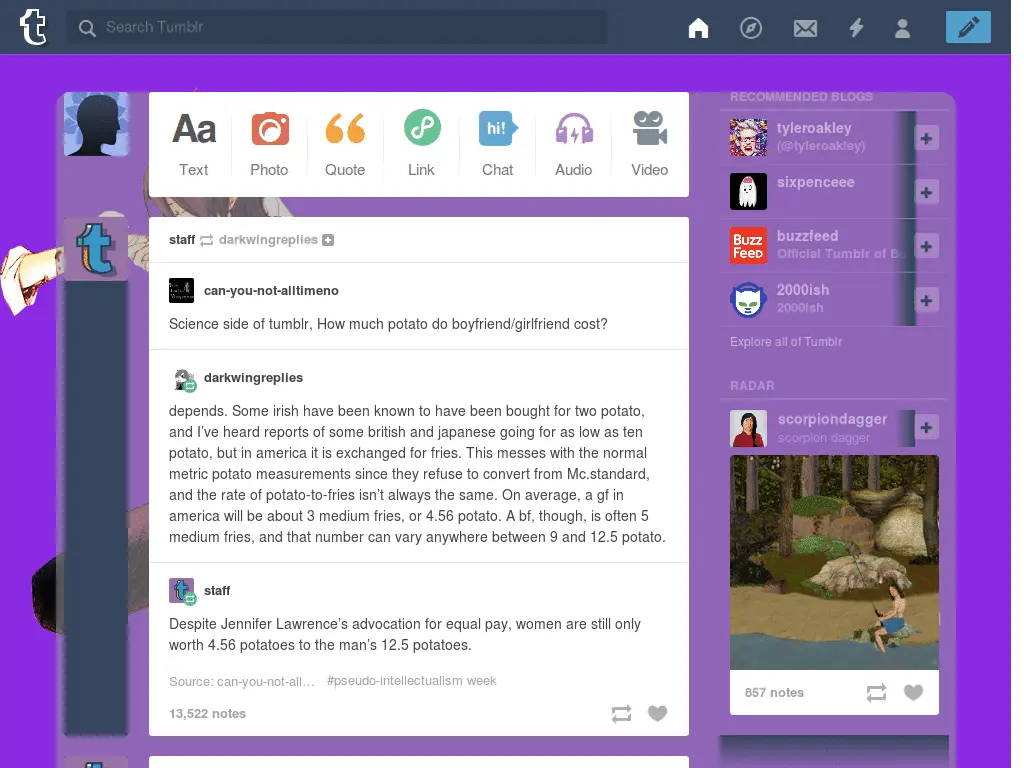 Search Tumblr
Aa
Text
Photo
Quote
Link
hi!
Chat
Audio
Video
staff darkwingreplies
can-you-not-alltimeno
Science side of tumblr, How much potato do boyfriend/girlfriend cost?
darkwingreplies
depends. Some irish have been known to have been bought for two potato,
and I've heard reports of some british and japanese going for as low as ten
potato, but in america it is exchanged for fries. This messes with the normal
metric potato measurements since they refuse to convert from Mc.standard,
and the rate of potato-to-fries isn't always the same. On average, a gf in
america will be about 3 medium fries, or 4.56 potato. A bf, though, is often 5
medium fries, and that number can vary anywhere between 9 and 12.5 potato.
staff
Despite Jennifer Lawrence's advocation for equal pay, women are still only
worth 4.56 potatoes to the man's 12.5 potatoes.
Source: can-you-not-all… #pseudo-intellectualism week
13,522 notes
RECOMMENDED BLOGS
tyleroakley
(@tyleroakley)
sixpenceee
BuzzFeed
buzzfeed
Official Tumblr of Bu
2000ish
2000ish
Explore all of Tumblr
RADAR
scorpiondagger
scorpion dagger
857 notes